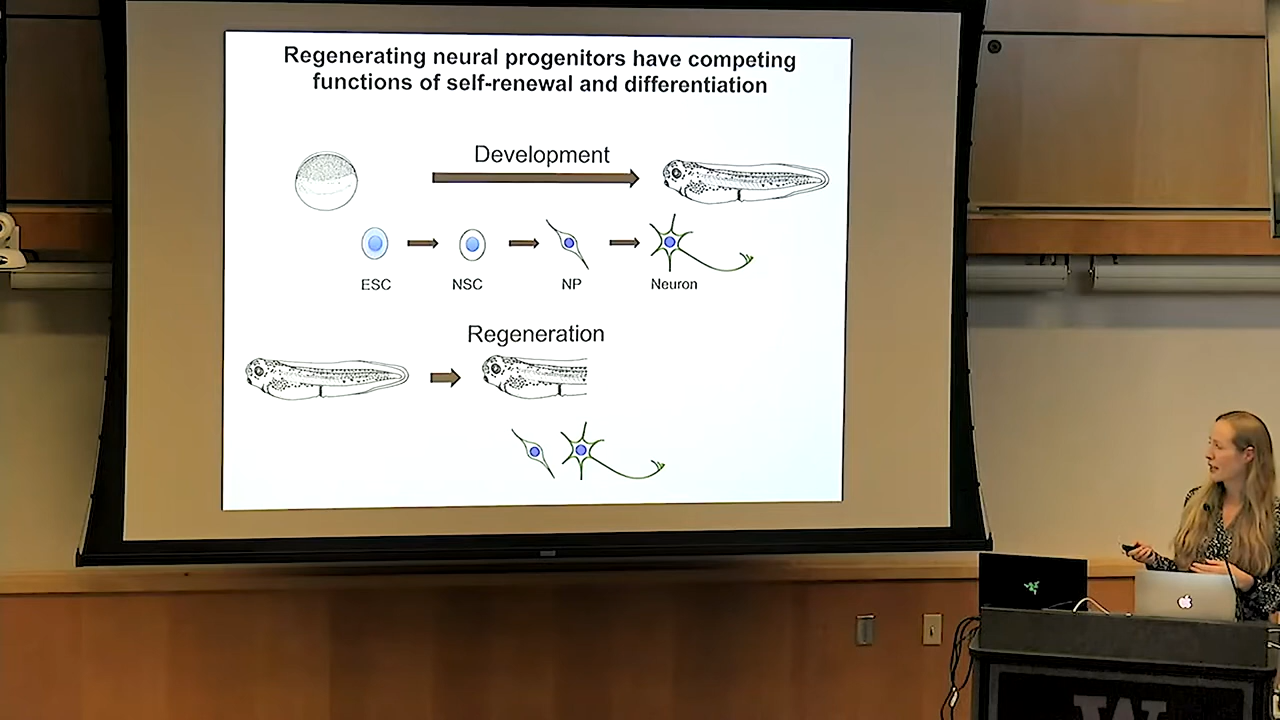 Regenerating neural progenitors have competing
functions of self-renewal and differentiation
Development
ESC
NSC
NP
Neuron
Regeneration
W